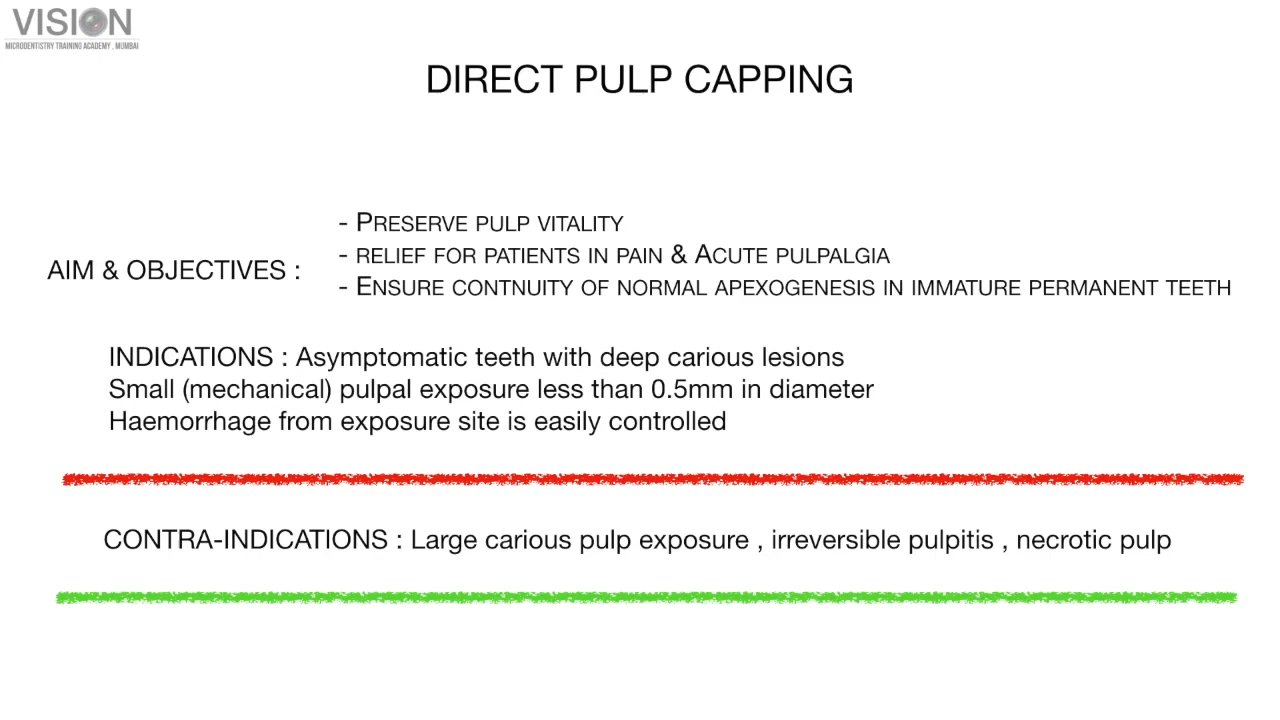 VISION
MICRODENTISTRY TRAINING ACADEMY , MUMBAI
DIRECT PULP CAPPING
AIM & OBJECTIVES :
- PRESERVE PULP VITALITY
- RELIEF FOR PATIENTS IN PAIN & ACUTE PULPALGIA
- ENSURE CONTNUITY OF NORMAL APEXOGENESIS IN IMMATURE PERMANENT TEETH
INDICATIONS : Asymptomatic teeth with deep carious lesions
Small (mechanical) pulpal exposure less than 0.5mm in diameter
Haemorrhage from exposure site is easily controlled
CONTRA-INDICATIONS : Large carious pulp exposure , irreversible pulpitis , necrotic pulp